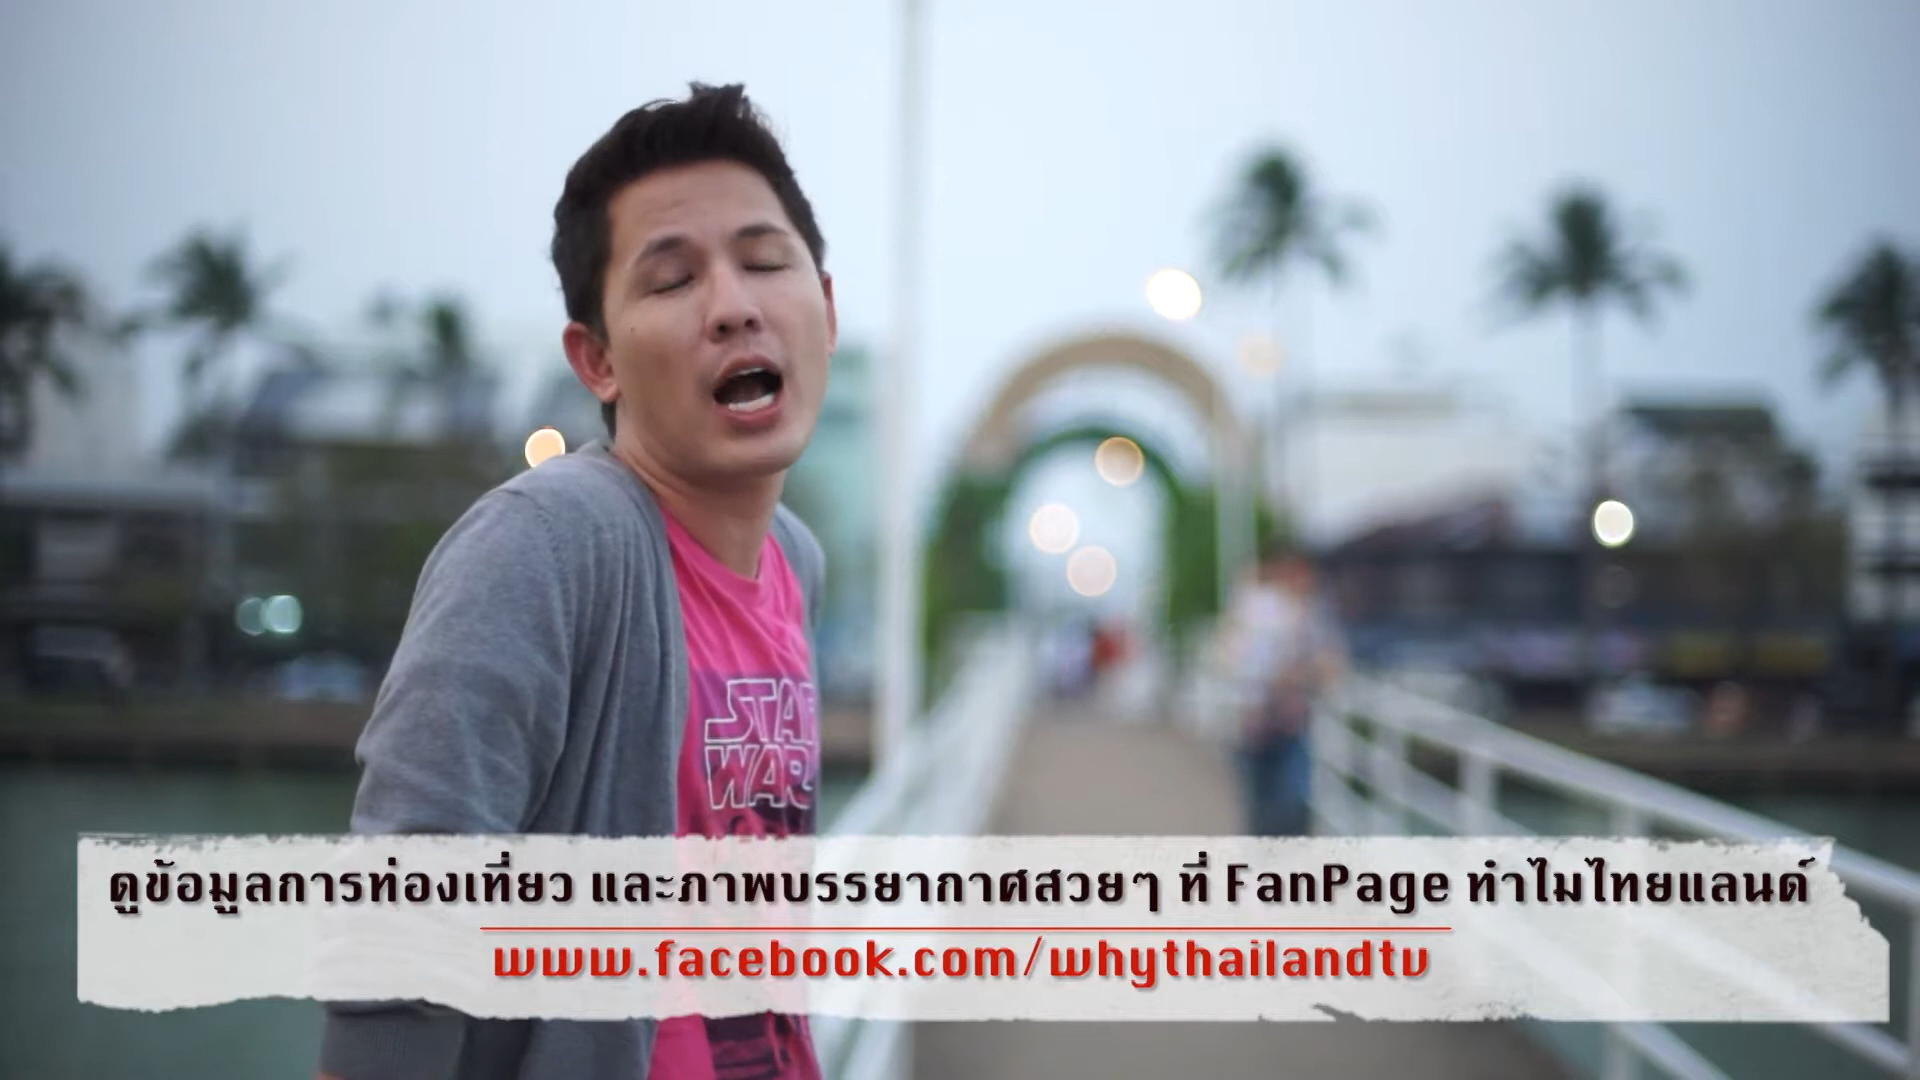 STAR
WARS
ดูข้อมูลการท่องเที่ยว และภาพบรรยากาศสวยๆ ที่ FanPage ทำไมไทยแลนด์
www.facebook.com/whythailandtv